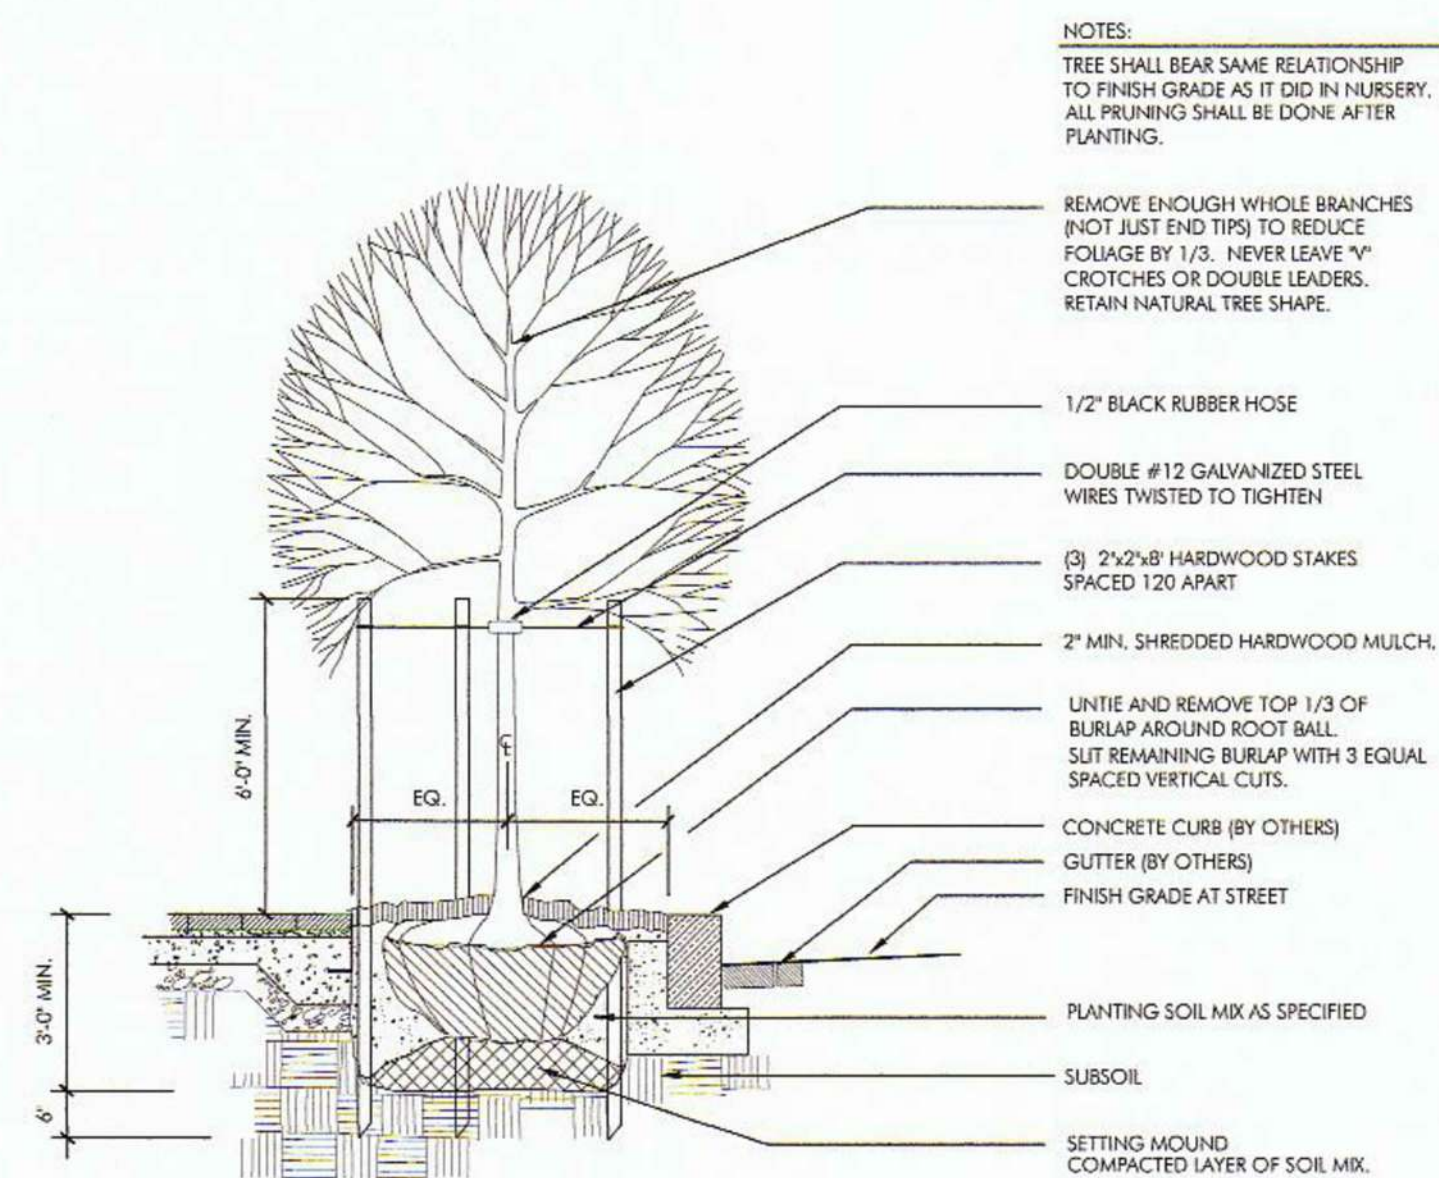 NOTES:
TREE SHALL BEAR SAME RELATIONSHIP
TO FINISH GRADE AS IT DID IN NURSERY.
ALL PRUNING SHALL BE DONE AFTER
PLANTING.
REMOVE ENOUGH WHOLE BRANCHES
(NOT JUST END TIPS) TO REDUCE
FOLIAGE BY 1/3. NEVER LEAVE "V"
CROTCHES OR DOUBLE LEADERS.
RETAIN NATURAL TREE SHAPE.
1/2" BLACK RUBBER HOSE
DOUBLE #12 GALVANIZED STEEL
WIRES TWISTED TO TIGHTEN
(3) 2"x2"x8' HARDWOOD STAKES
SPACED 120 APART
2" MIN. SHREDDED HARDWOOD MULCH.
UNTIE AND REMOVE TOP 1/3 OF
BURLAP AROUND ROOT BALL.
SLIT REMAINING BURLAP WITH 3 EQUAL
SPACED VERTICAL CUTS.
CONCRETE CURB (BY OTHERS)
GUTTER (BY OTHERS)
FINISH GRADE AT STREET
PLANTING SOIL MIX AS SPECIFIED
SUBSOIL
SETTING MOUND
COMPACTED LAYER OF SOIL MIX.
6'-0" MIN.
℄
EQ.
EQ.
3'-0" MIN.
6"